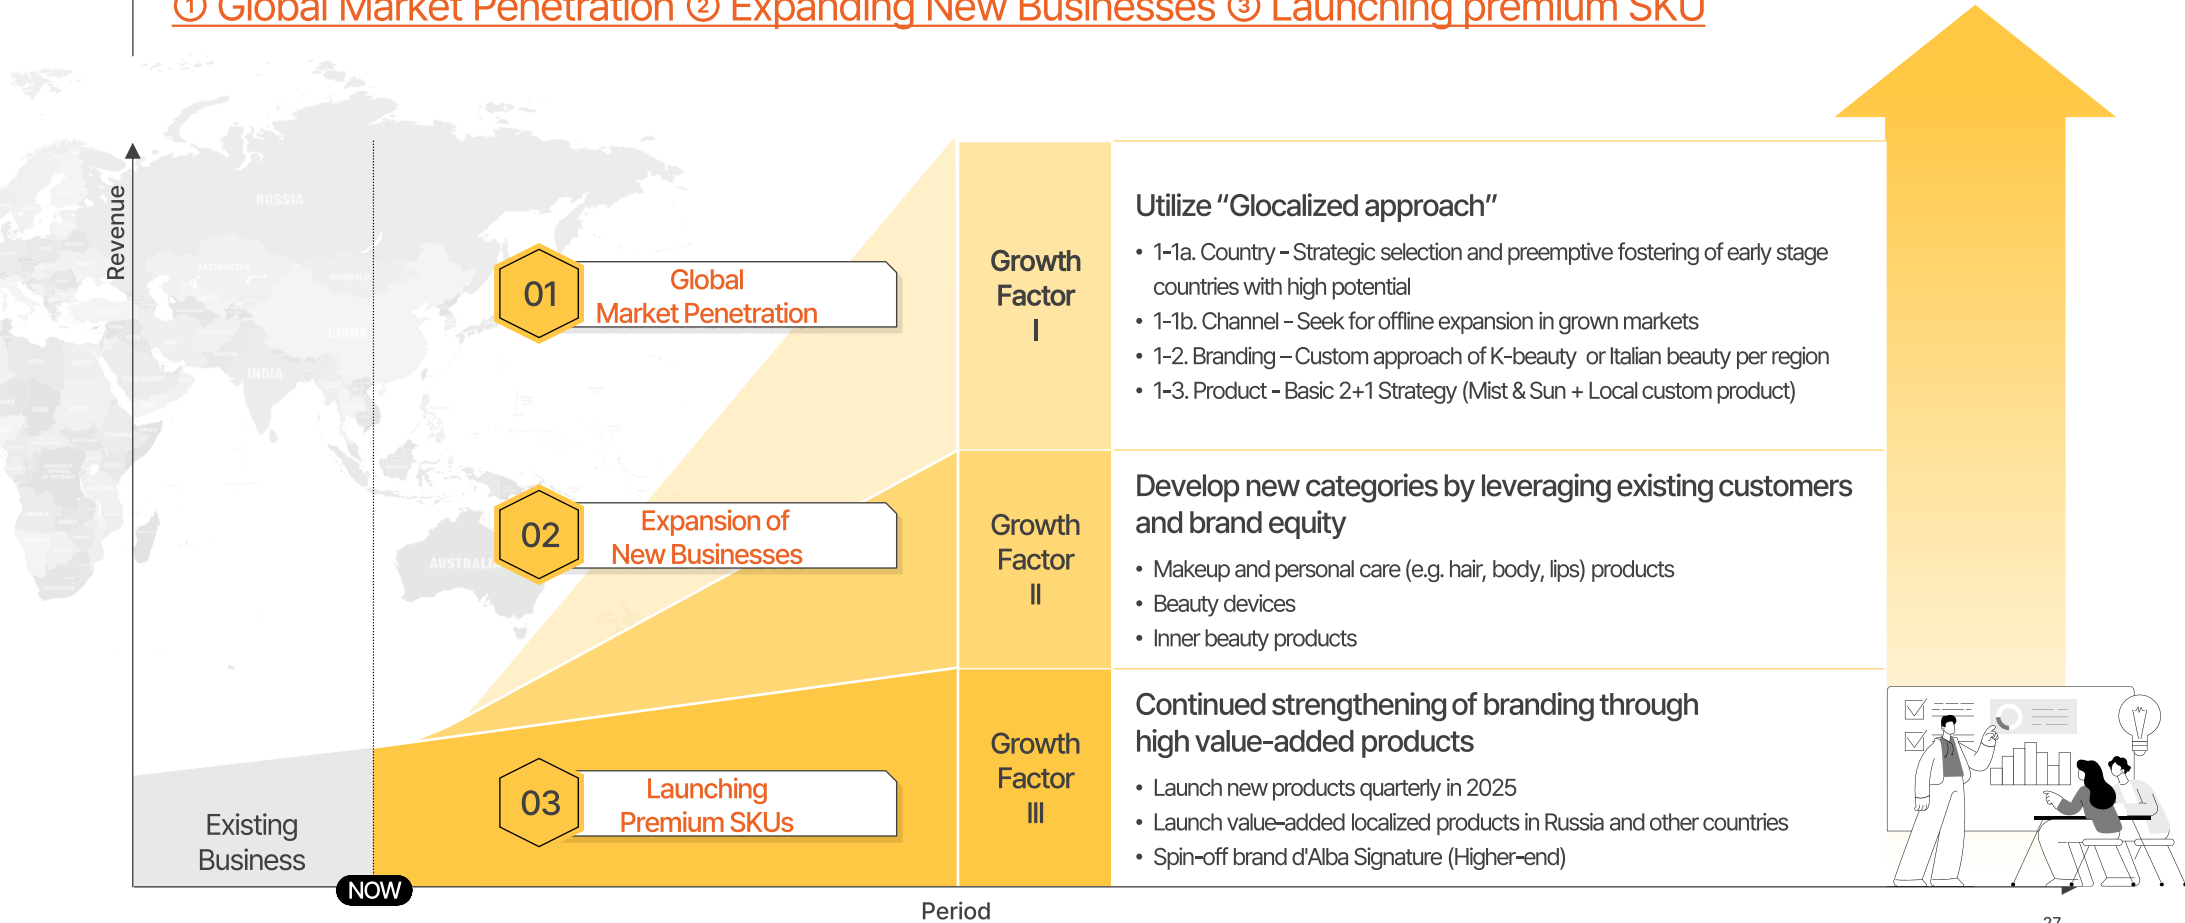 ① Global Market Penetration ② Expanding New Businesses ③ Launching premium SKU
Revenue
RUSSIA
CHINA
INDIA
AUSTRALIA
01
Global
Market Penetration
02
Expansion of
New Businesses
03
Launching
Premium SKUs
Existing
Business
NOW
Period
Growth
Factor
I
Utilize “Glocalized approach”
• 1-1a. Country - Strategic selection and preemptive fostering of early stage
countries with high potential
• 1-1b. Channel - Seek for offline expansion in grown markets
• 1-2. Branding – Custom approach of K-beauty or Italian beauty per region
• 1-3. Product - Basic 2+1 Strategy (Mist & Sun + Local custom product)
Growth
Factor
II
Develop new categories by leveraging existing customers
and brand equity
• Makeup and personal care (e.g. hair, body, lips) products
• Beauty devices
• Inner beauty products
Growth
Factor
III
Continued strengthening of branding through
high value-added products
• Launch new products quarterly in 2025
• Launch value-added localized products in Russia and other countries
• Spin-off brand d'Alba Signature (Higher-end)
27